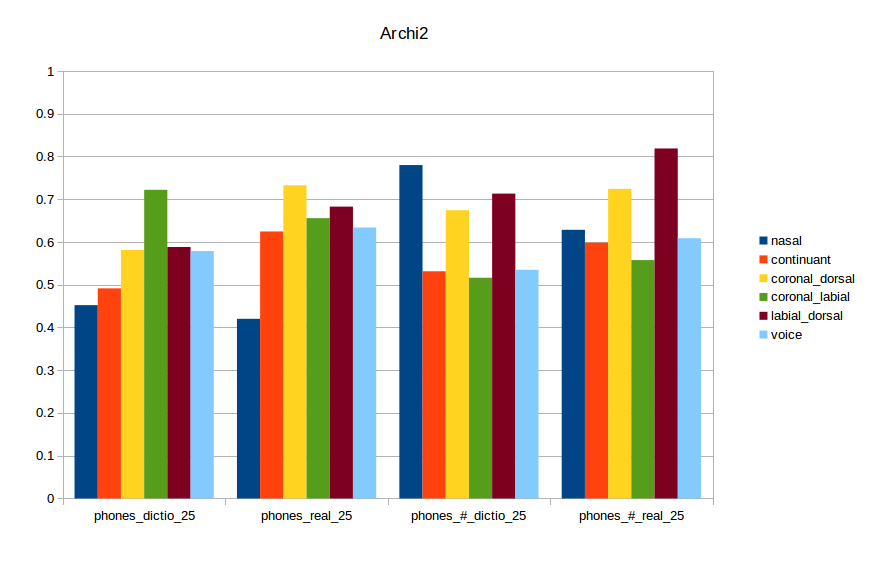 Archi2
1
0.9
0.8
0.7
0.6
0.5
0.4
0.3
0.2
0.1
0
phones_dictio_25 phones_real_25 phones_#_dictio_25 phones_#_real_25
nasal
continuant
coronal_dorsal
coronal_labial
labial_dorsal
voice